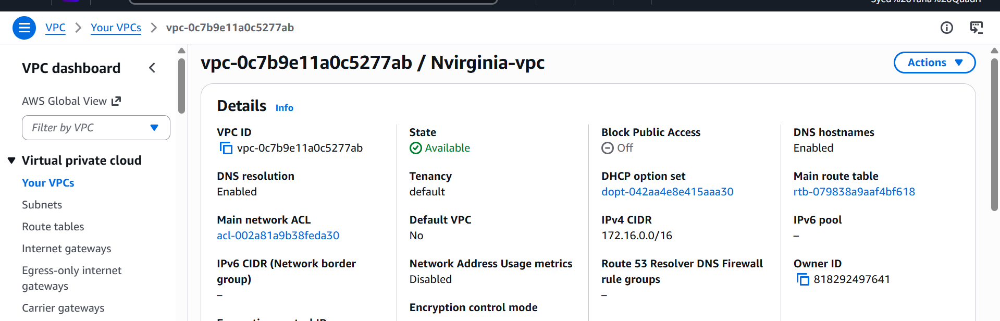 VPC > Your VPCs > vpc-0c7b9e11a0c5277ab
VPC dashboard
AWS Global View
Filter by VPC
Virtual private cloud
Your VPCs
Subnets
Route tables
Internet gateways
Egress-only internet
gateways
Carrier gateways
vpc-0c7b9e11a0c5277ab / Nvirginia-vpc
Actions
Details Info
VPC ID
vpc-0c7b9e11a0c5277ab
State
Available
Block Public Access
Off
DNS hostnames
Enabled
DNS resolution
Enabled
Tenancy
default
DHCP option set
dopt-042aa4e8e415aaa30
Main route table
rtb-079838a9aaf4bf618
Main network ACL
acl-002a81a9b38feda30
Default VPC
No
IPv4 CIDR
172.16.0.0/16
IPv6 pool
–
IPv6 CIDR (Network border
group)
–
Network Address Usage metrics
Disabled
Route 53 Resolver DNS Firewall
rule groups
–
Owner ID
818292497641
Encryption control mode